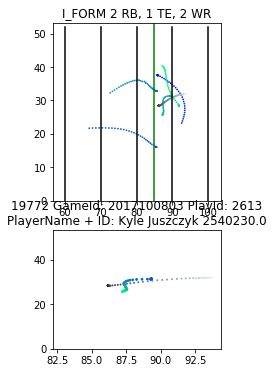 I_FORM 2 RB, 1 TE, 2 WR
50
40
30
20
10
0
60 70 80 90 100
19772 GameId: 2017100803 PlayId: 2613
PlayerName + ID: Kyle Juszczyk 2540230.0
40
20
0
82.5 85.0 87.5 90.0 92.5